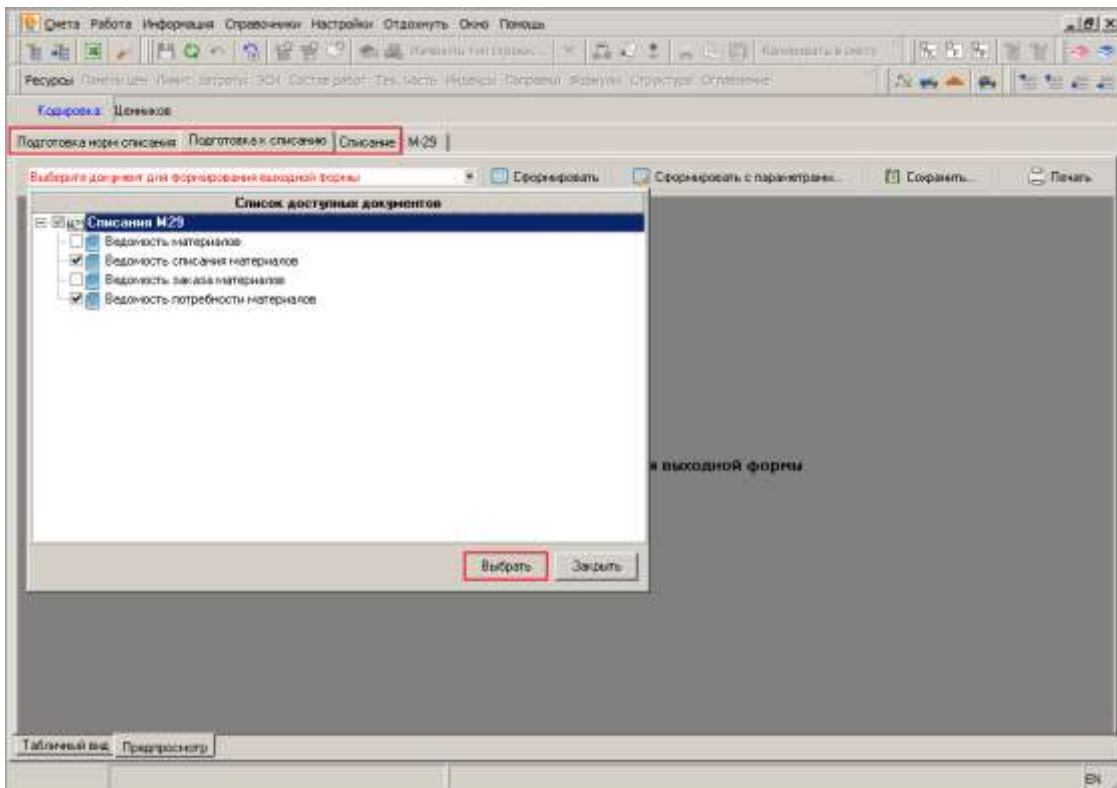 Смета Работа Информация Справочники Настройки Отдохнуть Окно Помощь
Ресурсы
Кодировка Ценников
Подготовка норм списания Подготовка к списанию Списание М-29
Выберите документ для формирования выходной формы Сформировать Сформировать с параметрами... Сохранить... Печать
Список доступных документов
Списания М29
Ведомость материалов
Ведомость списания материалов
Ведомость заказа материалов
Ведомость потребности материалов
я выходной формы
Выбрать Закрыть
Табличный вид Предпросмотр
EN